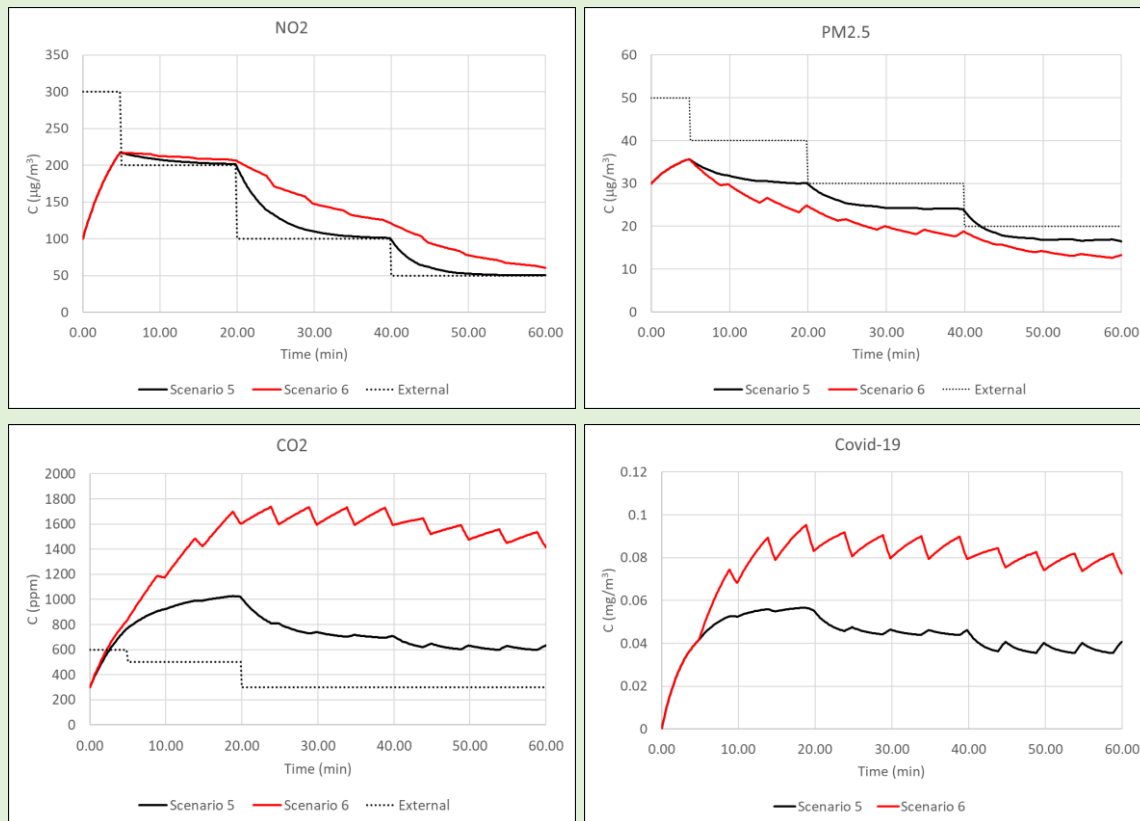 NO2
350
300
250
200
150
100
50
0
C (µg/m³)
0.00 10.00 20.00 30.00 40.00 50.00 60.00
Time (min)
Scenario 5 Scenario 6 External
PM2.5
60
50
40
30
20
10
0
C (µg/m³)
0.00 10.00 20.00 30.00 40.00 50.00 60.00
Time (min)
Scenario 5 Scenario 6 External
CO2
2000
1800
1600
1400
1200
1000
800
600
400
200
0
C (ppm)
0.00 10.00 20.00 30.00 40.00 50.00 60.00
Time (min)
Scenario 5 Scenario 6 External
Covid-19
0.12
0.1
0.08
0.06
0.04
0.02
0
C (mg/m³)
0.00 10.00 20.00 30.00 40.00 50.00 60.00
Time (min)
Scenario 5 Scenario 6